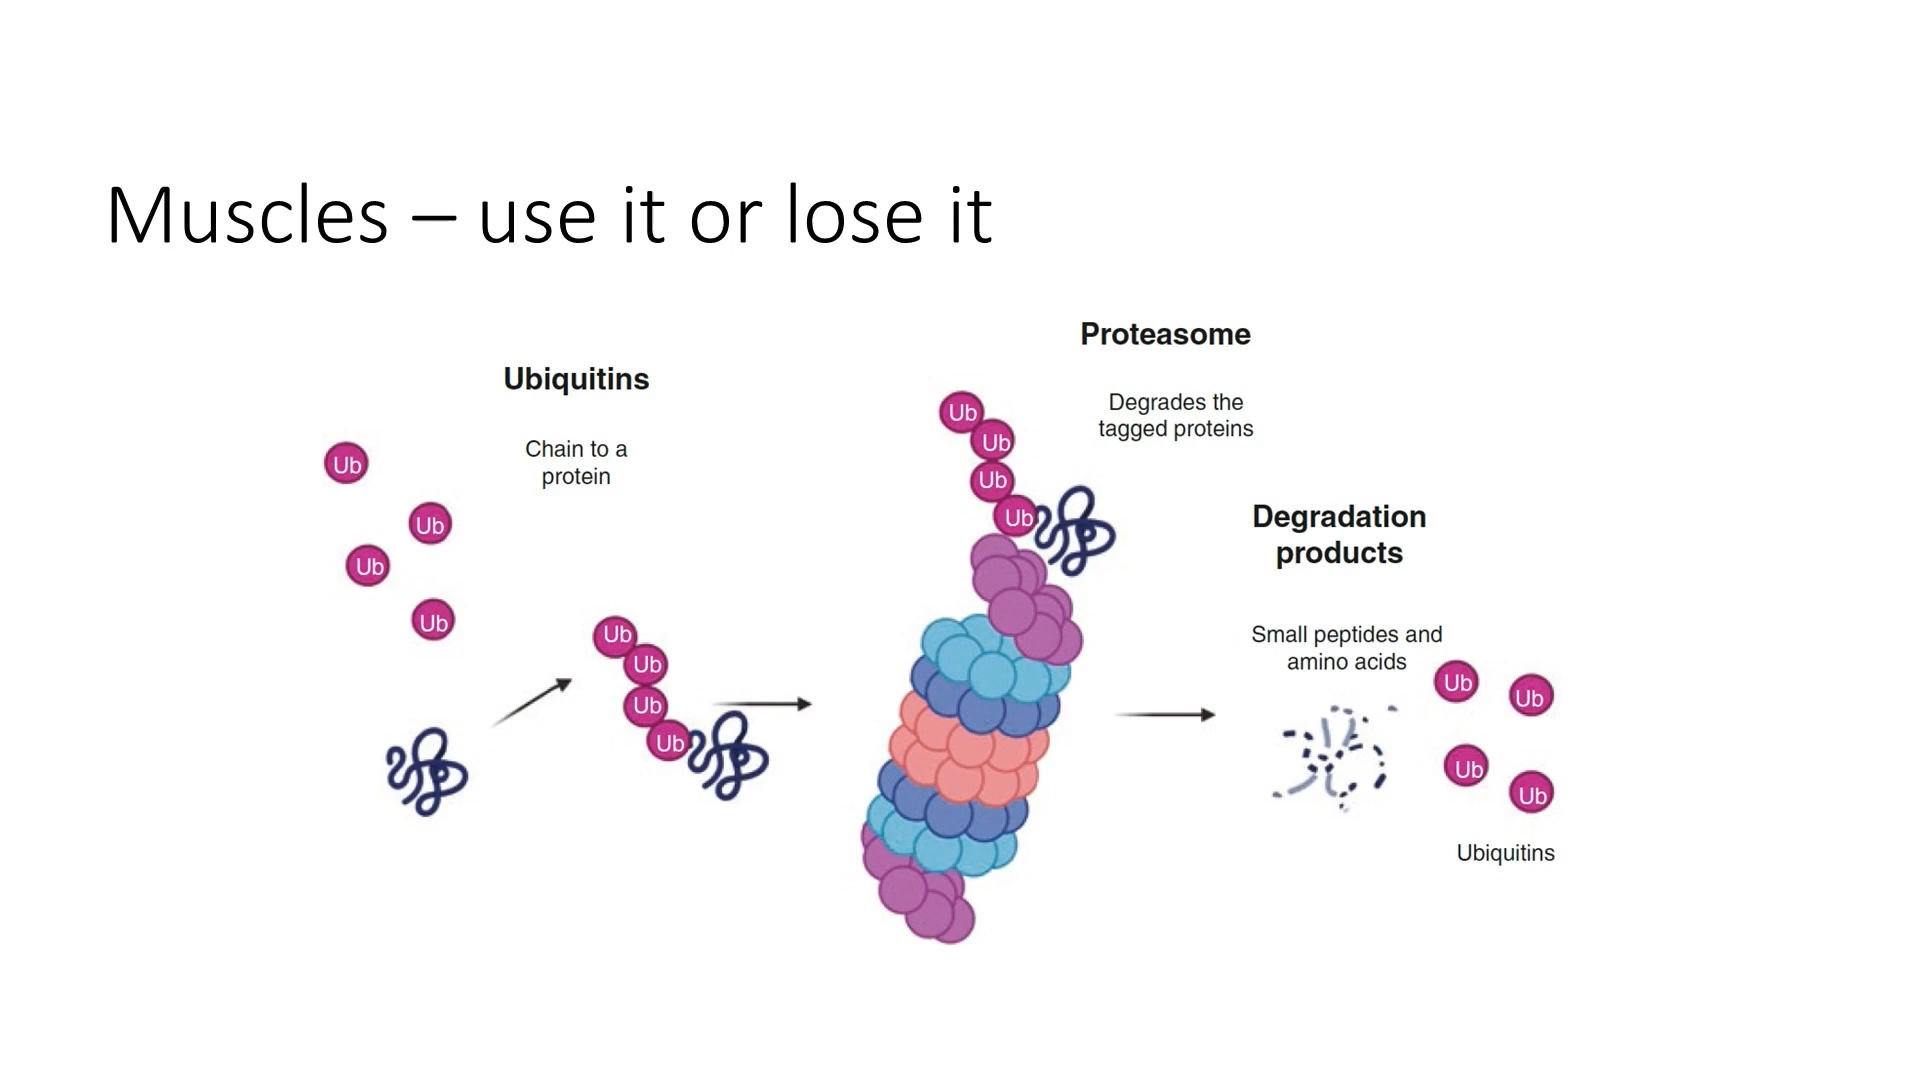 Muscles – use it or lose it
Ubiquitins
Chain to a
protein
Ub
Ub
Ub
Ub
Ub
Ub
Ub
Ub
Proteasome
Degrades the
tagged proteins
Ub
Ub
Ub
Ub
Degradation
products
Small peptides and
amino acids
Ub
Ub
Ub
Ub
Ubiquitins